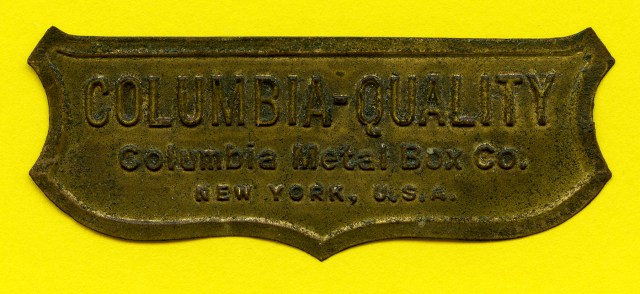 COLUMBIA-QUALITY
Columbia Metal Box Co.
NEW YORK, U.S.A.